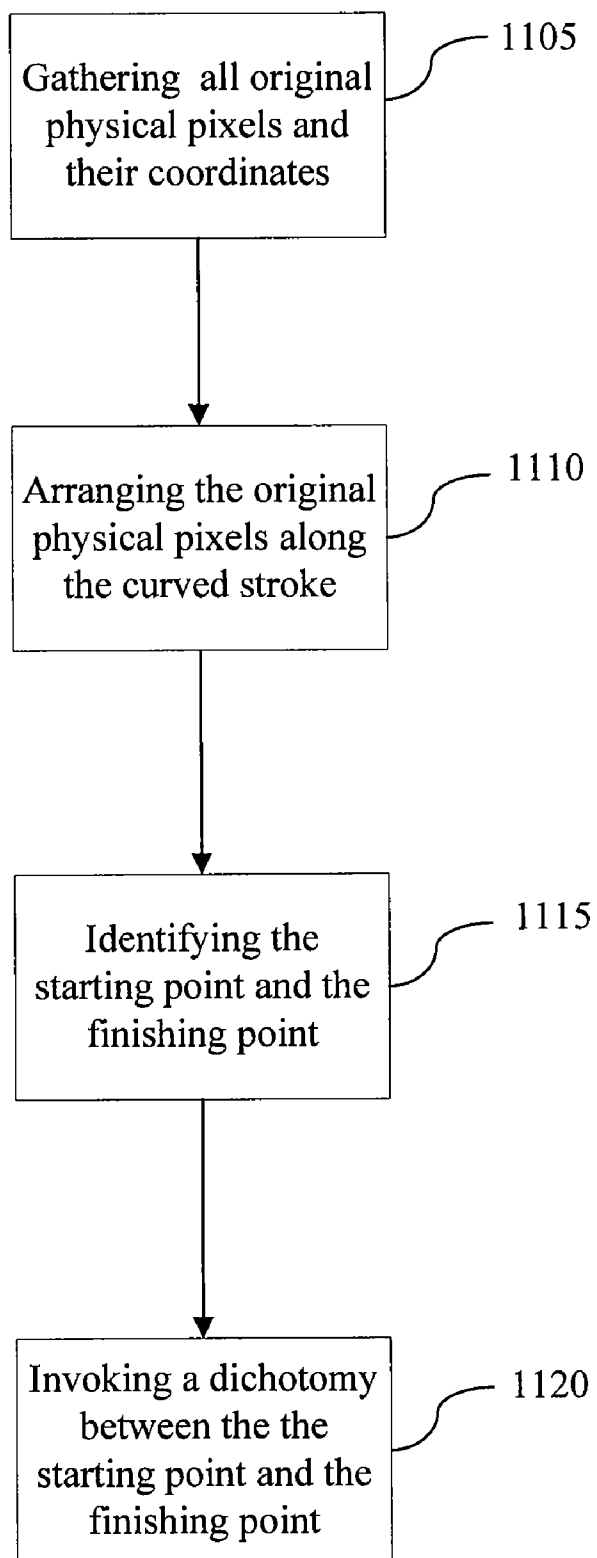 1105
Gathering all original
physical pixels and
their coordinates
1110
Arranging the original
physical pixels along
the curved stroke
1115
Identifying the
starting point and the
finishing point
1120
Invoking a dichotomy
between the the
starting point and the
finishing point